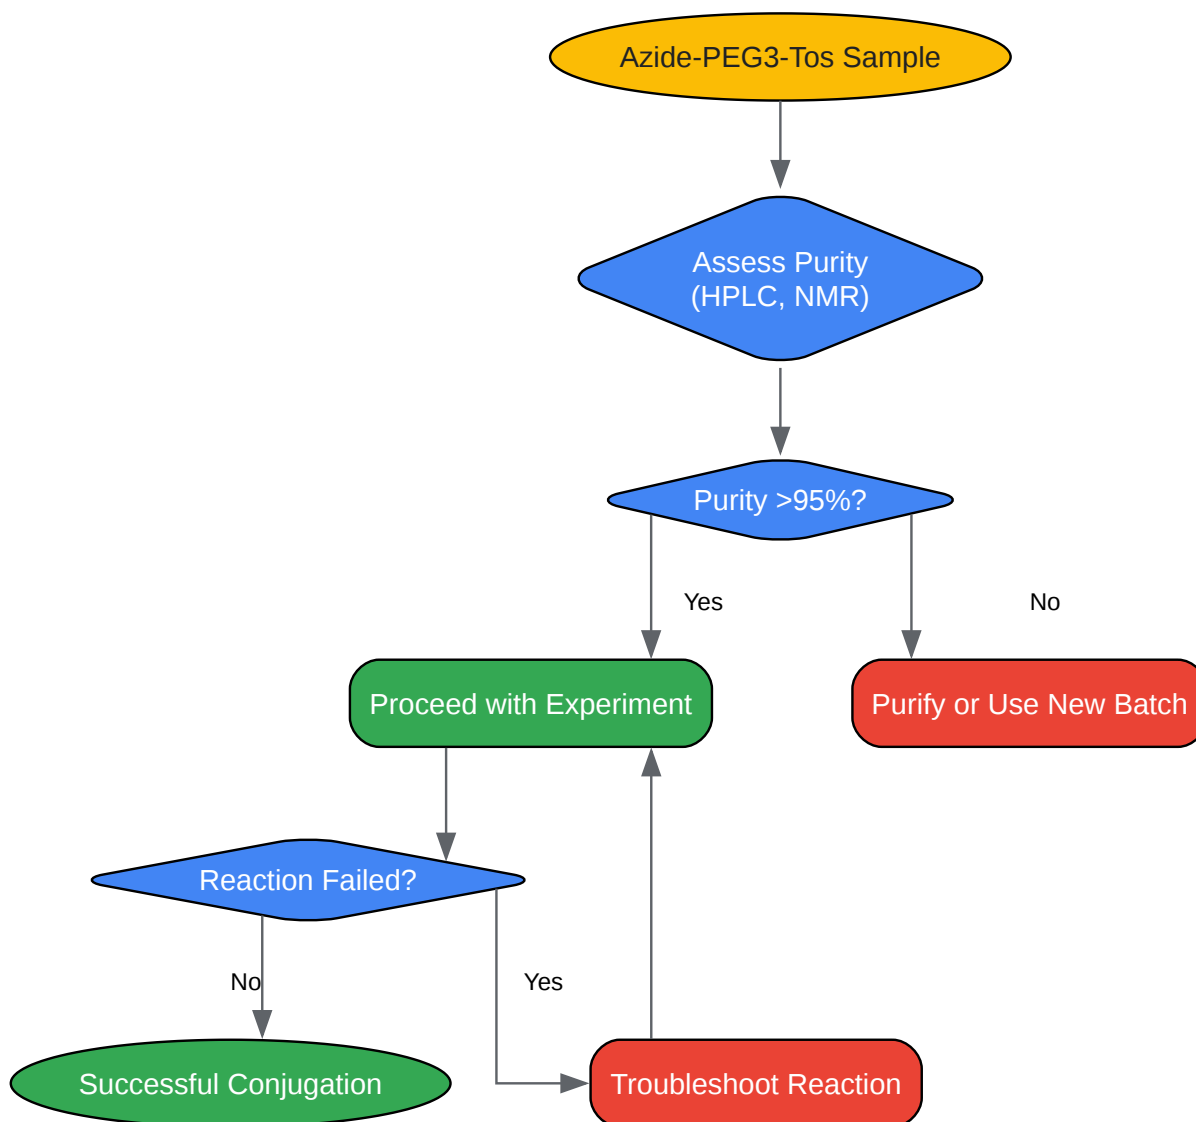 Azide-PEG3-Tos Sample
Assess Purity
(HPLC, NMR)
Purity >95%?
Yes
No
Proceed with Experiment
Purify or Use New Batch
Reaction Failed?
No
Yes
Successful Conjugation
Troubleshoot Reaction